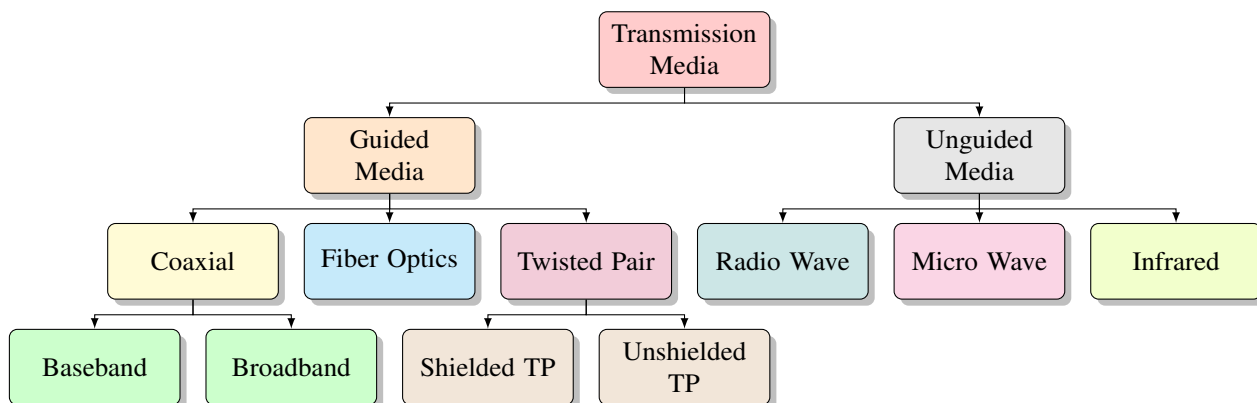 Transmission
Media
Guided
Media
Unguided
Media
Coaxial
Fiber Optics
Twisted Pair
Radio Wave
Micro Wave
Infrared
Baseband
Broadband
Shielded TP
Unshielded
TP